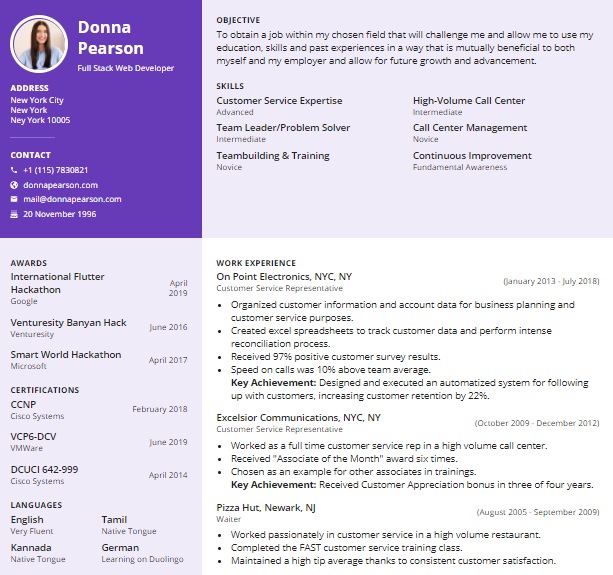 Donna
Pearson
Full Stack Web Developer
ADDRESS
New York City
New York
Ney York 10005
CONTACT
+1 (115) 7830821
donnapearson.com
mail@donnapearson.com
20 November 1996
OBJECTIVE
To obtain a job within my chosen field that will challenge me and allow me to use my
education, skills and past experiences in a way that is mutually beneficial to both
myself and my employer and allow for future growth and advancement.
SKILLS
Customer Service Expertise
Advanced
High-Volume Call Center
Intermediate
Team Leader/Problem Solver
Intermediate
Call Center Management
Novice
Teambuilding & Training
Novice
Continuous Improvement
Fundamental Awareness
AWARDS
International Flutter
Hackathon
Google
April
2019
Venturesity Banyan Hack
Venturesity
June 2016
Smart World Hackathon
Microsoft
April 2017
CERTIFICATIONS
CCNP
Cisco Systems
February 2018
VCP6-DCV
VMWare
June 2019
DCUCI 642-999
Cisco Systems
April 2014
LANGUAGES
English
Very Fluent
Tamil
Native Tongue
Kannada
Native Tongue
German
Learning on Duolingo
WORK EXPERIENCE
On Point Electronics, NYC, NY
Customer Service Representative
(January 2013 - July 2018)
• Organized customer information and account data for business planning and
customer service purposes.
• Created excel spreadsheets to track customer data and perform intense
reconciliation process.
• Received 97% positive customer survey results.
• Speed on calls was 10% above team average.
Key Achievement: Designed and executed an automatized system for following
up with customers, increasing customer retention by 22%.
Excelsior Communications, NYC, NY
Customer Service Representative
(October 2009 - December 2012)
• Worked as a full time customer service rep in a high volume call center.
• Received "Associate of the Month" award six times.
• Chosen as an example for other associates in trainings.
Key Achievement: Received Customer Appreciation bonus in three of four years.
Pizza Hut, Newark, NJ
Waiter
(August 2005 - September 2009)
• Worked passionately in customer service in a high volume restaurant.
• Completed the FAST customer service training class.
• Maintained a high tip average thanks to consistent customer satisfaction.